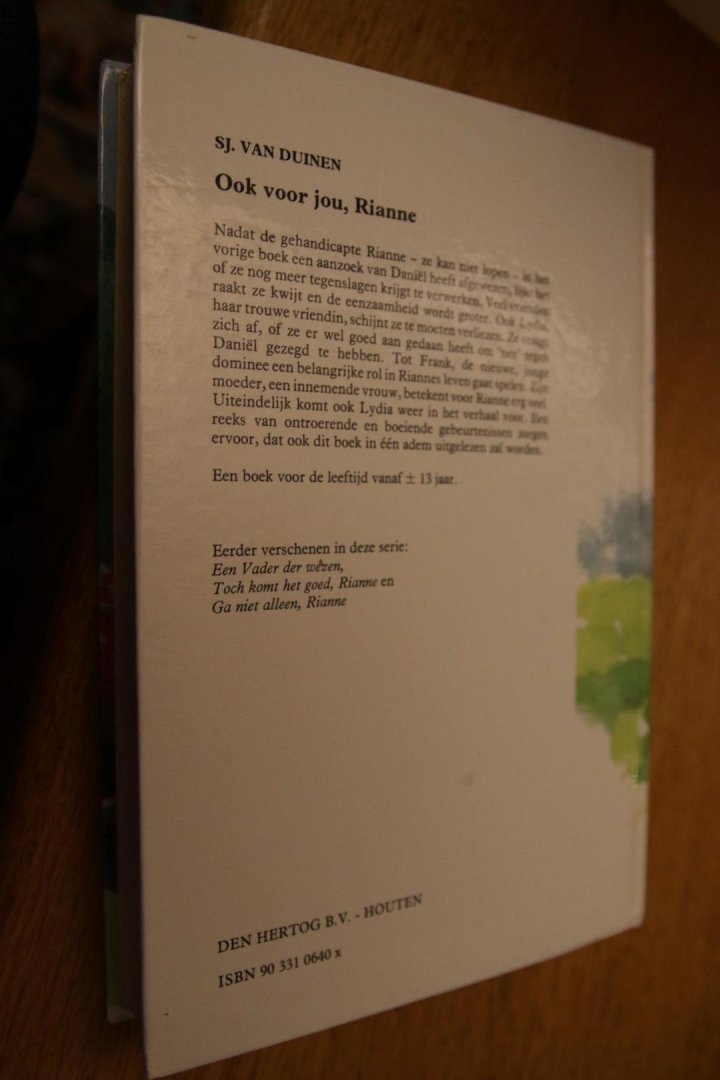 SJ. VAN DUINEN
Ook voor jou, Rianne
Nadat de gehandicapte Rianne – ze kan niet lopen – in het
vorige boek een aanzoek van Daniël heeft afgewezen, lijkt het
of ze nog meer tegenslagen krijgt te verwerken. Veel vrienden
raakt ze kwijt en de eenzaamheid wordt groter. Ook Lydia,
haar trouwe vriendin, schijnt ze te moeten verliezen. Ze vraagt
zich af, of ze er wel goed aan gedaan heeft om 'nee' tegen
Daniël gezegd te hebben. Tot Frank, de nieuwe, jonge
dominee een belangrijke rol in Riannes leven gaat spelen. Zijn
moeder, een innemende vrouw, betekent voor Rianne erg veel.
Uiteindelijk komt ook Lydia weer in het verhaal voor. Een
reeks van ontroerende en boeiende gebeurtenissen zorgen
ervoor, dat ook dit boek in één adem uitgelezen zal worden.
Een boek voor de leeftijd vanaf ± 13 jaar.
Eerder verschenen in deze serie:
Een Vader der wêzen,
Toch komt het goed, Rianne en
Ga niet alleen, Rianne
DEN HERTOG B.V. - HOUTEN
ISBN 90 331 0640 x